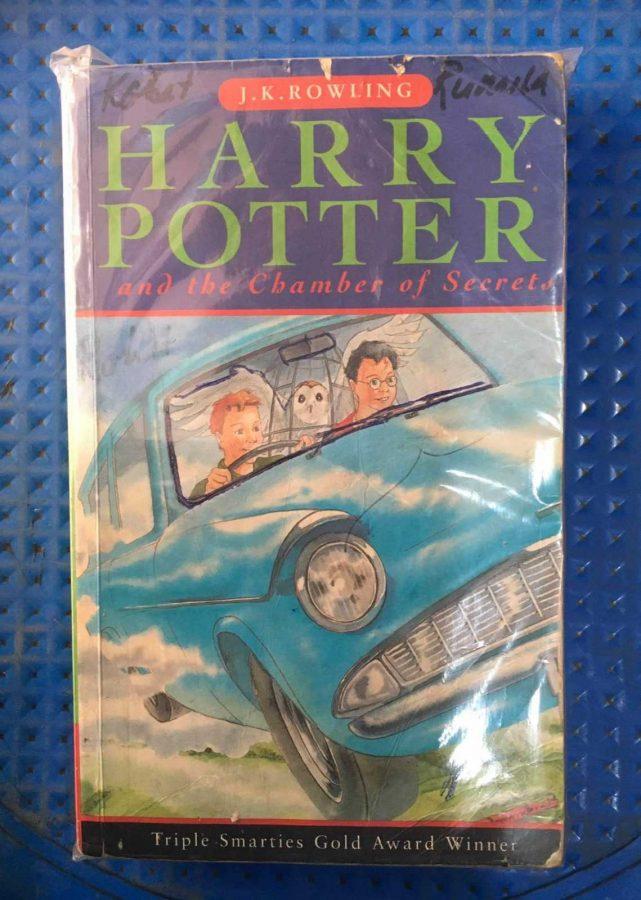 J.K.ROWLING
HARRY
POTTER
and the Chamber of Secrets
Triple Smarties Gold Award Winner